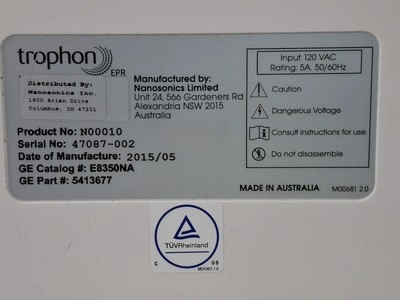 trophon
EPR
Distributed By:
Nanosonics Inc.
1800 Brian Drive
Columbus, IN 47201
Manufactured by:
Nanosonics Limited
Unit 24, 566 Gardeners Rd
Alexandria NSW 2015
Australia
Input 120 VAC
Rating: 5A, 50/60Hz
Caution
Dangerous Voltage
Consult instructions for use
Do not disassemble
Product No: N00010
Serial No: 47087-002
Date of Manufacture: 2015/05
GE Catalog #: E8350NA
GE Part #: 5413677
MADE IN AUSTRALIA
M00681 2.0
TÜVRheinland
C US